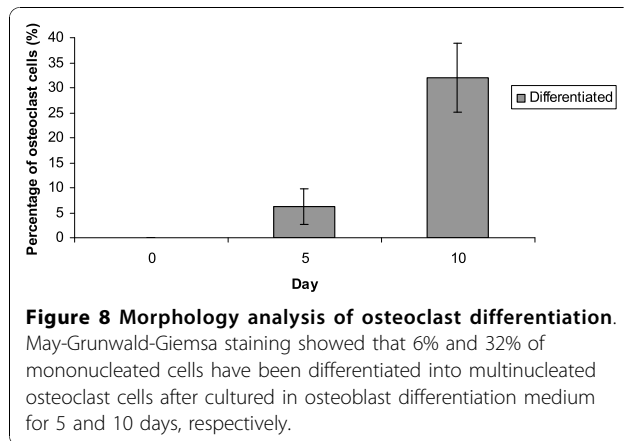 Percentage of osteoclast cells (%)
40
35
30
25
20
15
10
5
0
0
5
10
Day
Differentiated
Figure 8 Morphology analysis of osteoclast differentiation.
May-Grunwald-Giemsa staining showed that 6% and 32% of
mononucleated cells have been differentiated into multinucleated
osteoclast cells after cultured in osteoblast differentiation medium
for 5 and 10 days, respectively.